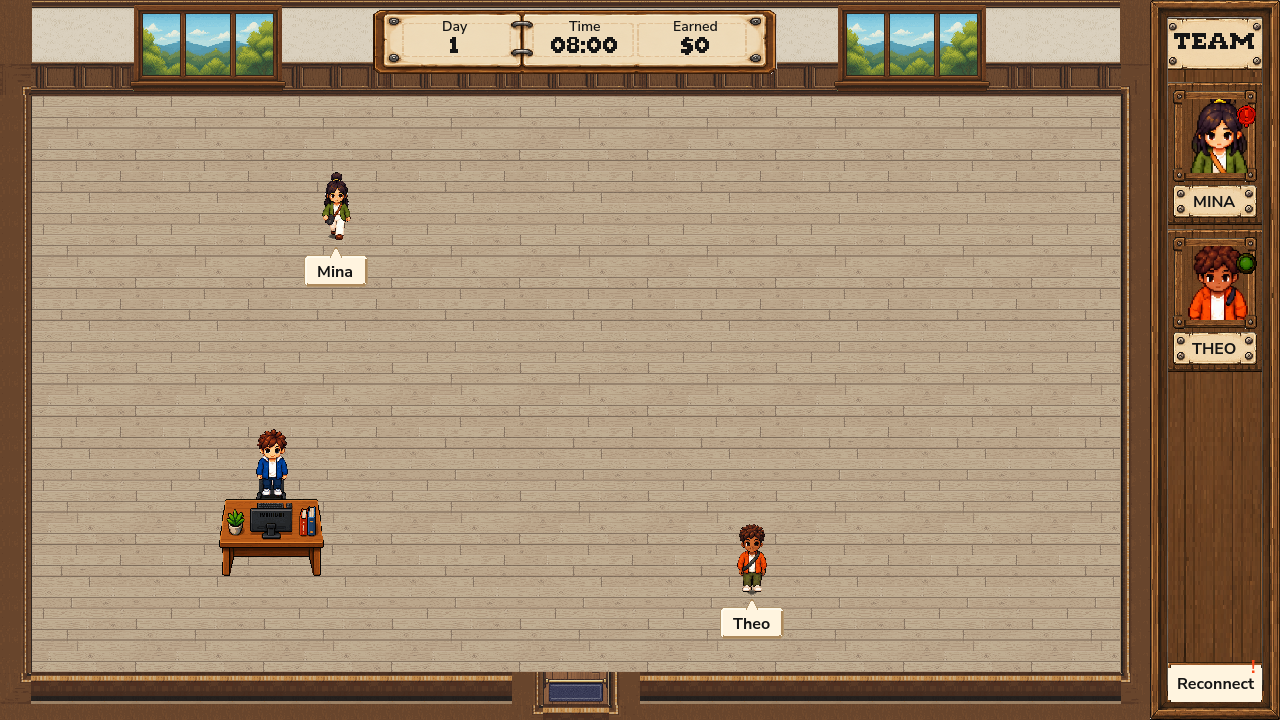 Day
1
Time
08:00
Earned
$0
TEAM
MINA
THEO
Mina
Theo
Reconnect
!